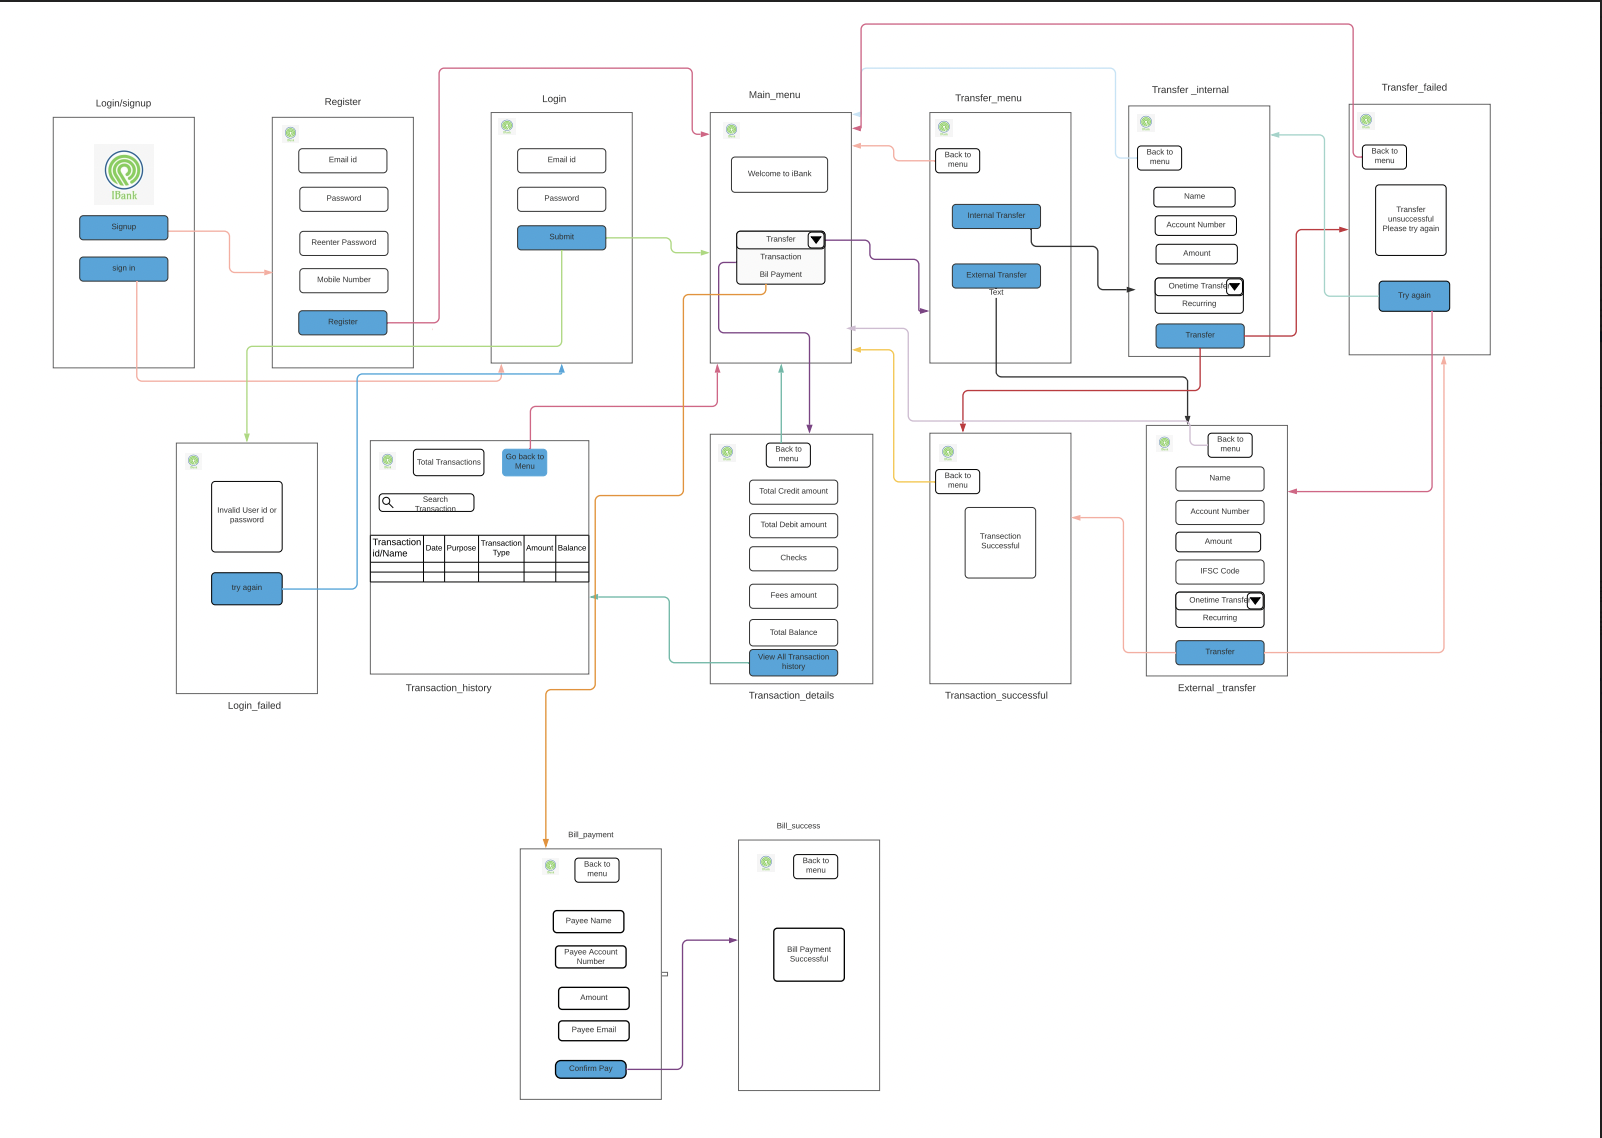 Login/signup
IBank
Signup
sign in
Register
Email id
Password
Reenter Password
Mobile Number
Register
Login
Email id
Password
Submit
Main_menu
Welcome to iBank
Transfer
Transaction
Bil Payment
Transfer_menu
Back to
menu
Internal Transfer
External Transfer
Text
Transfer _internal
Back to
menu
Name
Account Number
Amount
Onetime Transfer
Recurring
Transfer
Transfer_failed
Back to
menu
Transfer
unsuccessful
Please try again
Try again
Invalid User id or
password
try again
Login_failed
Total Transactions
Go back to
Menu
Search
Transaction
Transaction
id/Name
Date
Purpose
Transaction
Type
Amount
Balance
Transaction_history
Back to
menu
Total Credit amount
Total Debit amount
Checks
Fees amount
Total Balance
View All Transaction
history
Transaction_details
Back to
menu
Transection
Successful
Transaction_successful
Back to
menu
Name
Account Number
Amount
IFSC Code
Onetime Transfer
Recurring
Transfer
External _transfer
Bill_payment
Back to
menu
Payee Name
Payee Account
Number
Amount
Payee Email
Confirm Pay
Bill_success
Back to
menu
Bill Payment
Successful